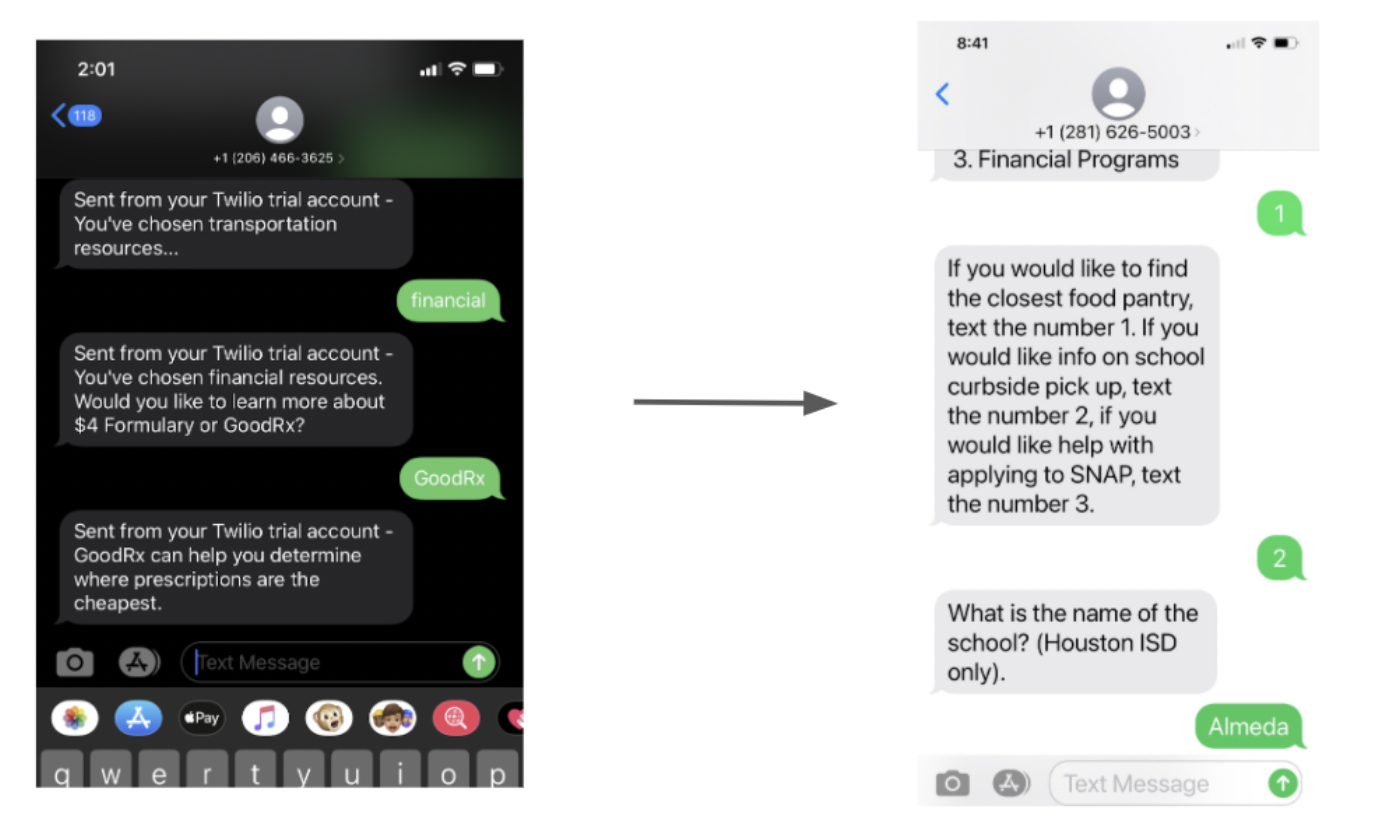 2:01
118
+1 (206) 466-3625 >
Sent from your Twilio trial account -
You've chosen transportation
resources...
financial
Sent from your Twilio trial account -
You've chosen financial resources.
Would you like to learn more about
$4 Formulary or GoodRx?
GoodRx
Sent from your Twilio trial account -
GoodRx can help you determine
where prescriptions are the
cheapest.
Text Message
Pay
q w e r t y u i o p
8:41
+1 (281) 626-5003 >
3. Financial Programs
1
If you would like to find
the closest food pantry,
text the number 1. If you
would like info on school
curbside pick up, text
the number 2, if you
would like help with
applying to SNAP, text
the number 3.
2
What is the name of the
school? (Houston ISD
only).
Almeda
Text Message